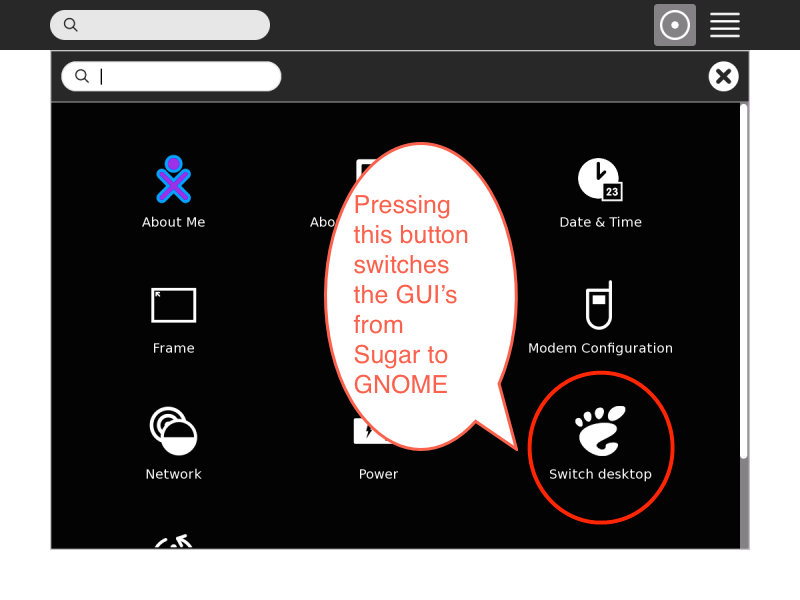 About Me
Abo
Date & Time
23
Pressing
this button
switches
the GUI’s
from
Sugar to
GNOME
Frame
Modem Configuration
Network
Power
Switch desktop